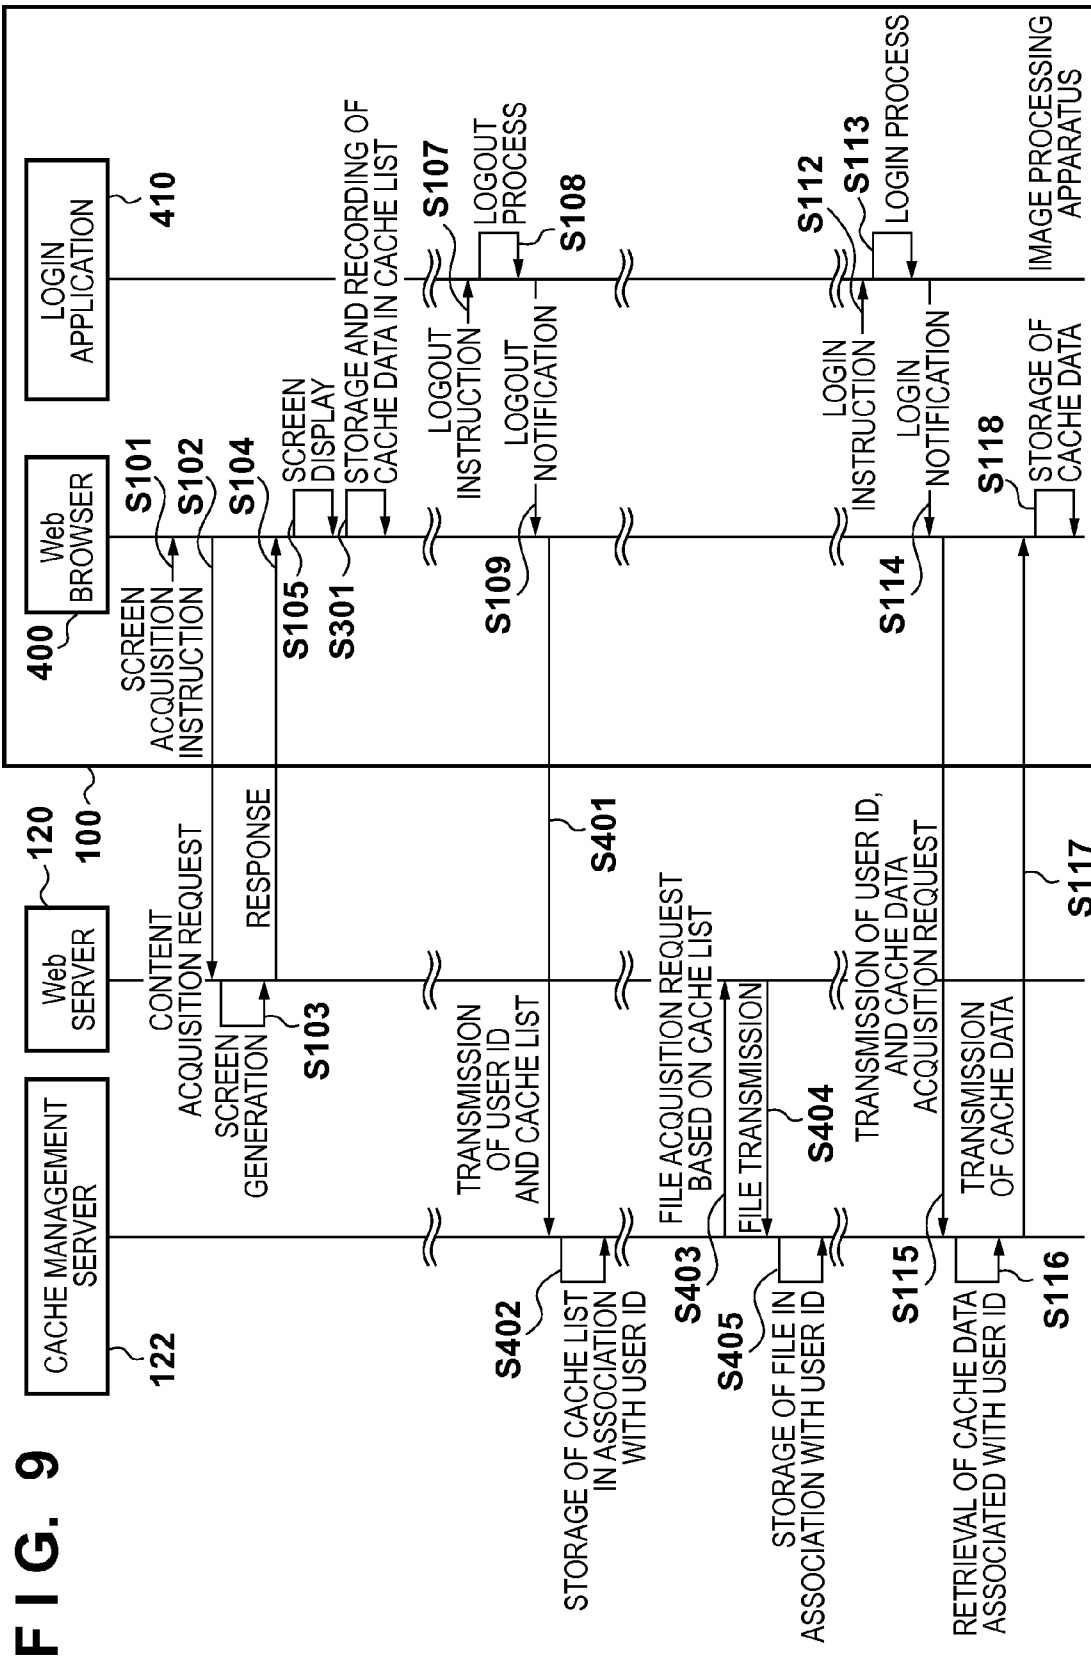 FIG. 9
CACHE MANAGEMENT
SERVER
122
Web
SERVER
120
100
Web
BROWSER
400
LOGIN
APPLICATION
410
SCREEN
ACQUISITION
INSTRUCTION
S101
S102
CONTENT
ACQUISITION REQUEST
SCREEN
GENERATION
S103
RESPONSE
S104
S105
SCREEN
DISPLAY
S301
STORAGE AND RECORDING OF
CACHE DATA IN CACHE LIST
LOGOUT
INSTRUCTION
S107
LOGOUT
PROCESS
S108
LOGOUT
NOTIFICATION
S109
TRANSMISSION
OF USER ID
AND CACHE LIST
S401
S402
STORAGE OF CACHE LIST
IN ASSOCIATION
WITH USER ID
FILE ACQUISITION REQUEST
BASED ON CACHE LIST
S403
FILE TRANSMISSION
S404
S405
STORAGE OF FILE IN
ASSOCIATION WITH USER ID
LOGIN
INSTRUCTION
S112
S113
LOGIN PROCESS
LOGIN
NOTIFICATION
S114
TRANSMISSION OF USER ID,
AND CACHE DATA
ACQUISITION REQUEST
S115
RETRIEVAL OF CACHE DATA
ASSOCIATED WITH USER ID
S116
TRANSMISSION
OF CACHE DATA
S117
S118
STORAGE OF
CACHE DATA
IMAGE PROCESSING
APPARATUS